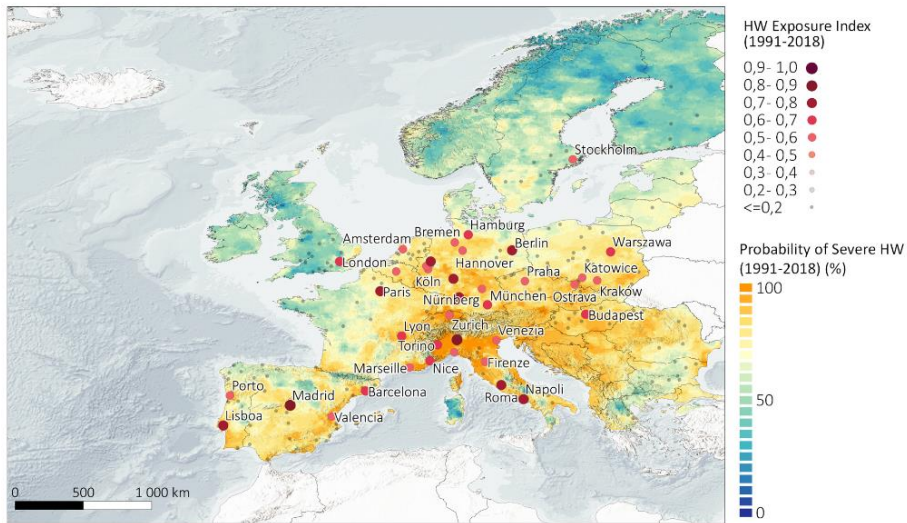 Stockholm
Hamburg
Bremen
Amsterdam
Berlin
Warszawa
London
Hannover
Köln
Praha
Katowice
Paris
Kraków
Nürnberg
München
Ostrava
Budapest
Lyon
Zurich
Venezia
Torino
Marseille
Nice
Firenze
Porto
Madrid
Barcelona
Roma
Napoli
Lisboa
Valencia
0 500 1 000 km
HW Exposure Index
(1991-2018)
0,9- 1,0
0,8- 0,9
0,7- 0,8
0,6- 0,7
0,5- 0,6
0,4- 0,5
0,3- 0,4
0,2- 0,3
<=0,2
Probability of Severe HW
(1991-2018) (%)
100
50
0